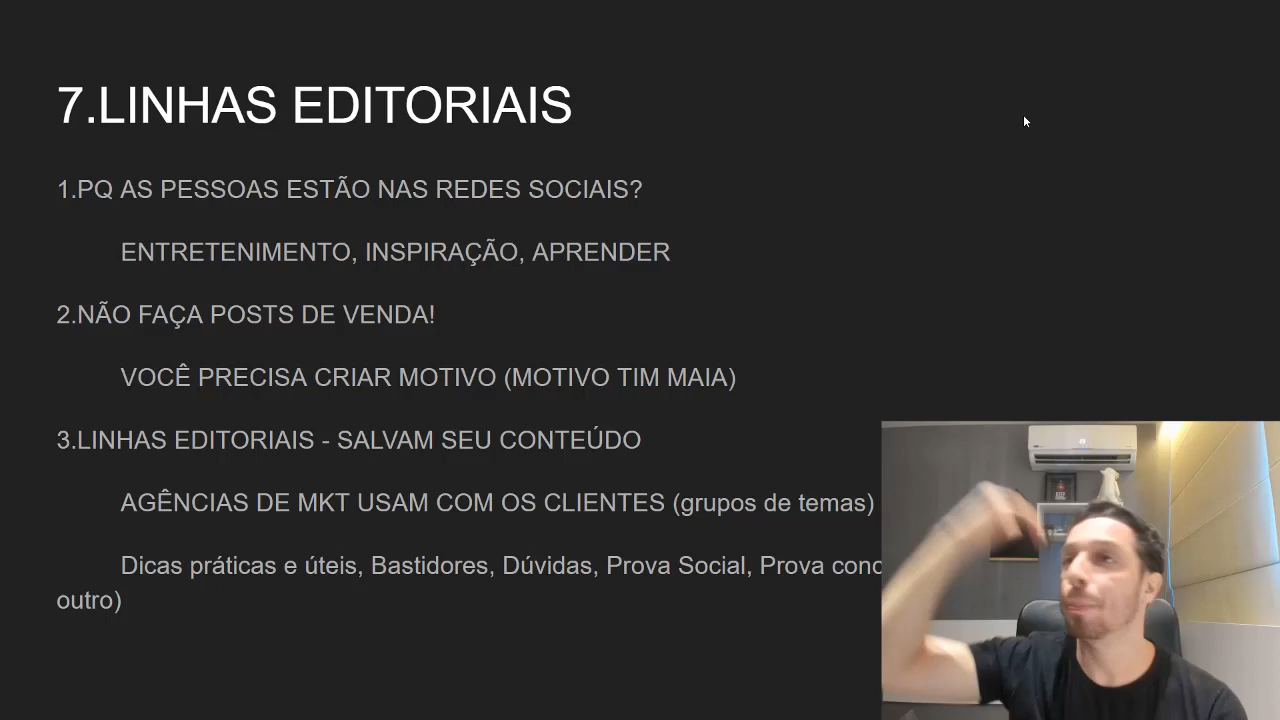 7.LINHAS EDITORIAIS
1.PQ AS PESSOAS ESTÃO NAS REDES SOCIAIS?
ENTRETENIMENTO, INSPIRAÇÃO, APRENDER
2.NÃO FAÇA POSTS DE VENDA!
VOCÊ PRECISA CRIAR MOTIVO (MOTIVO TIM MAIA)
3.LINHAS EDITORIAIS - SALVAM SEU CONTEÚDO
AGÊNCIAS DE MKT USAM COM OS CLIENTES (grupos de temas)
Dicas práticas e úteis, Bastidores, Dúvidas, Prova Social, Prova
outro)